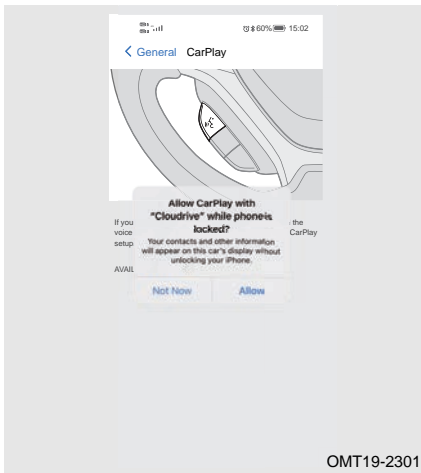 60% 15:02
General CarPlay
If you the
voice CarPlay
setup
Allow CarPlay with
"Cloudrive" while phone is
locked?
Your contacts and other information
will appear on this car's display without
unlocking your iPhone.
AVAIL
Not Now Allow
OMT19-2301